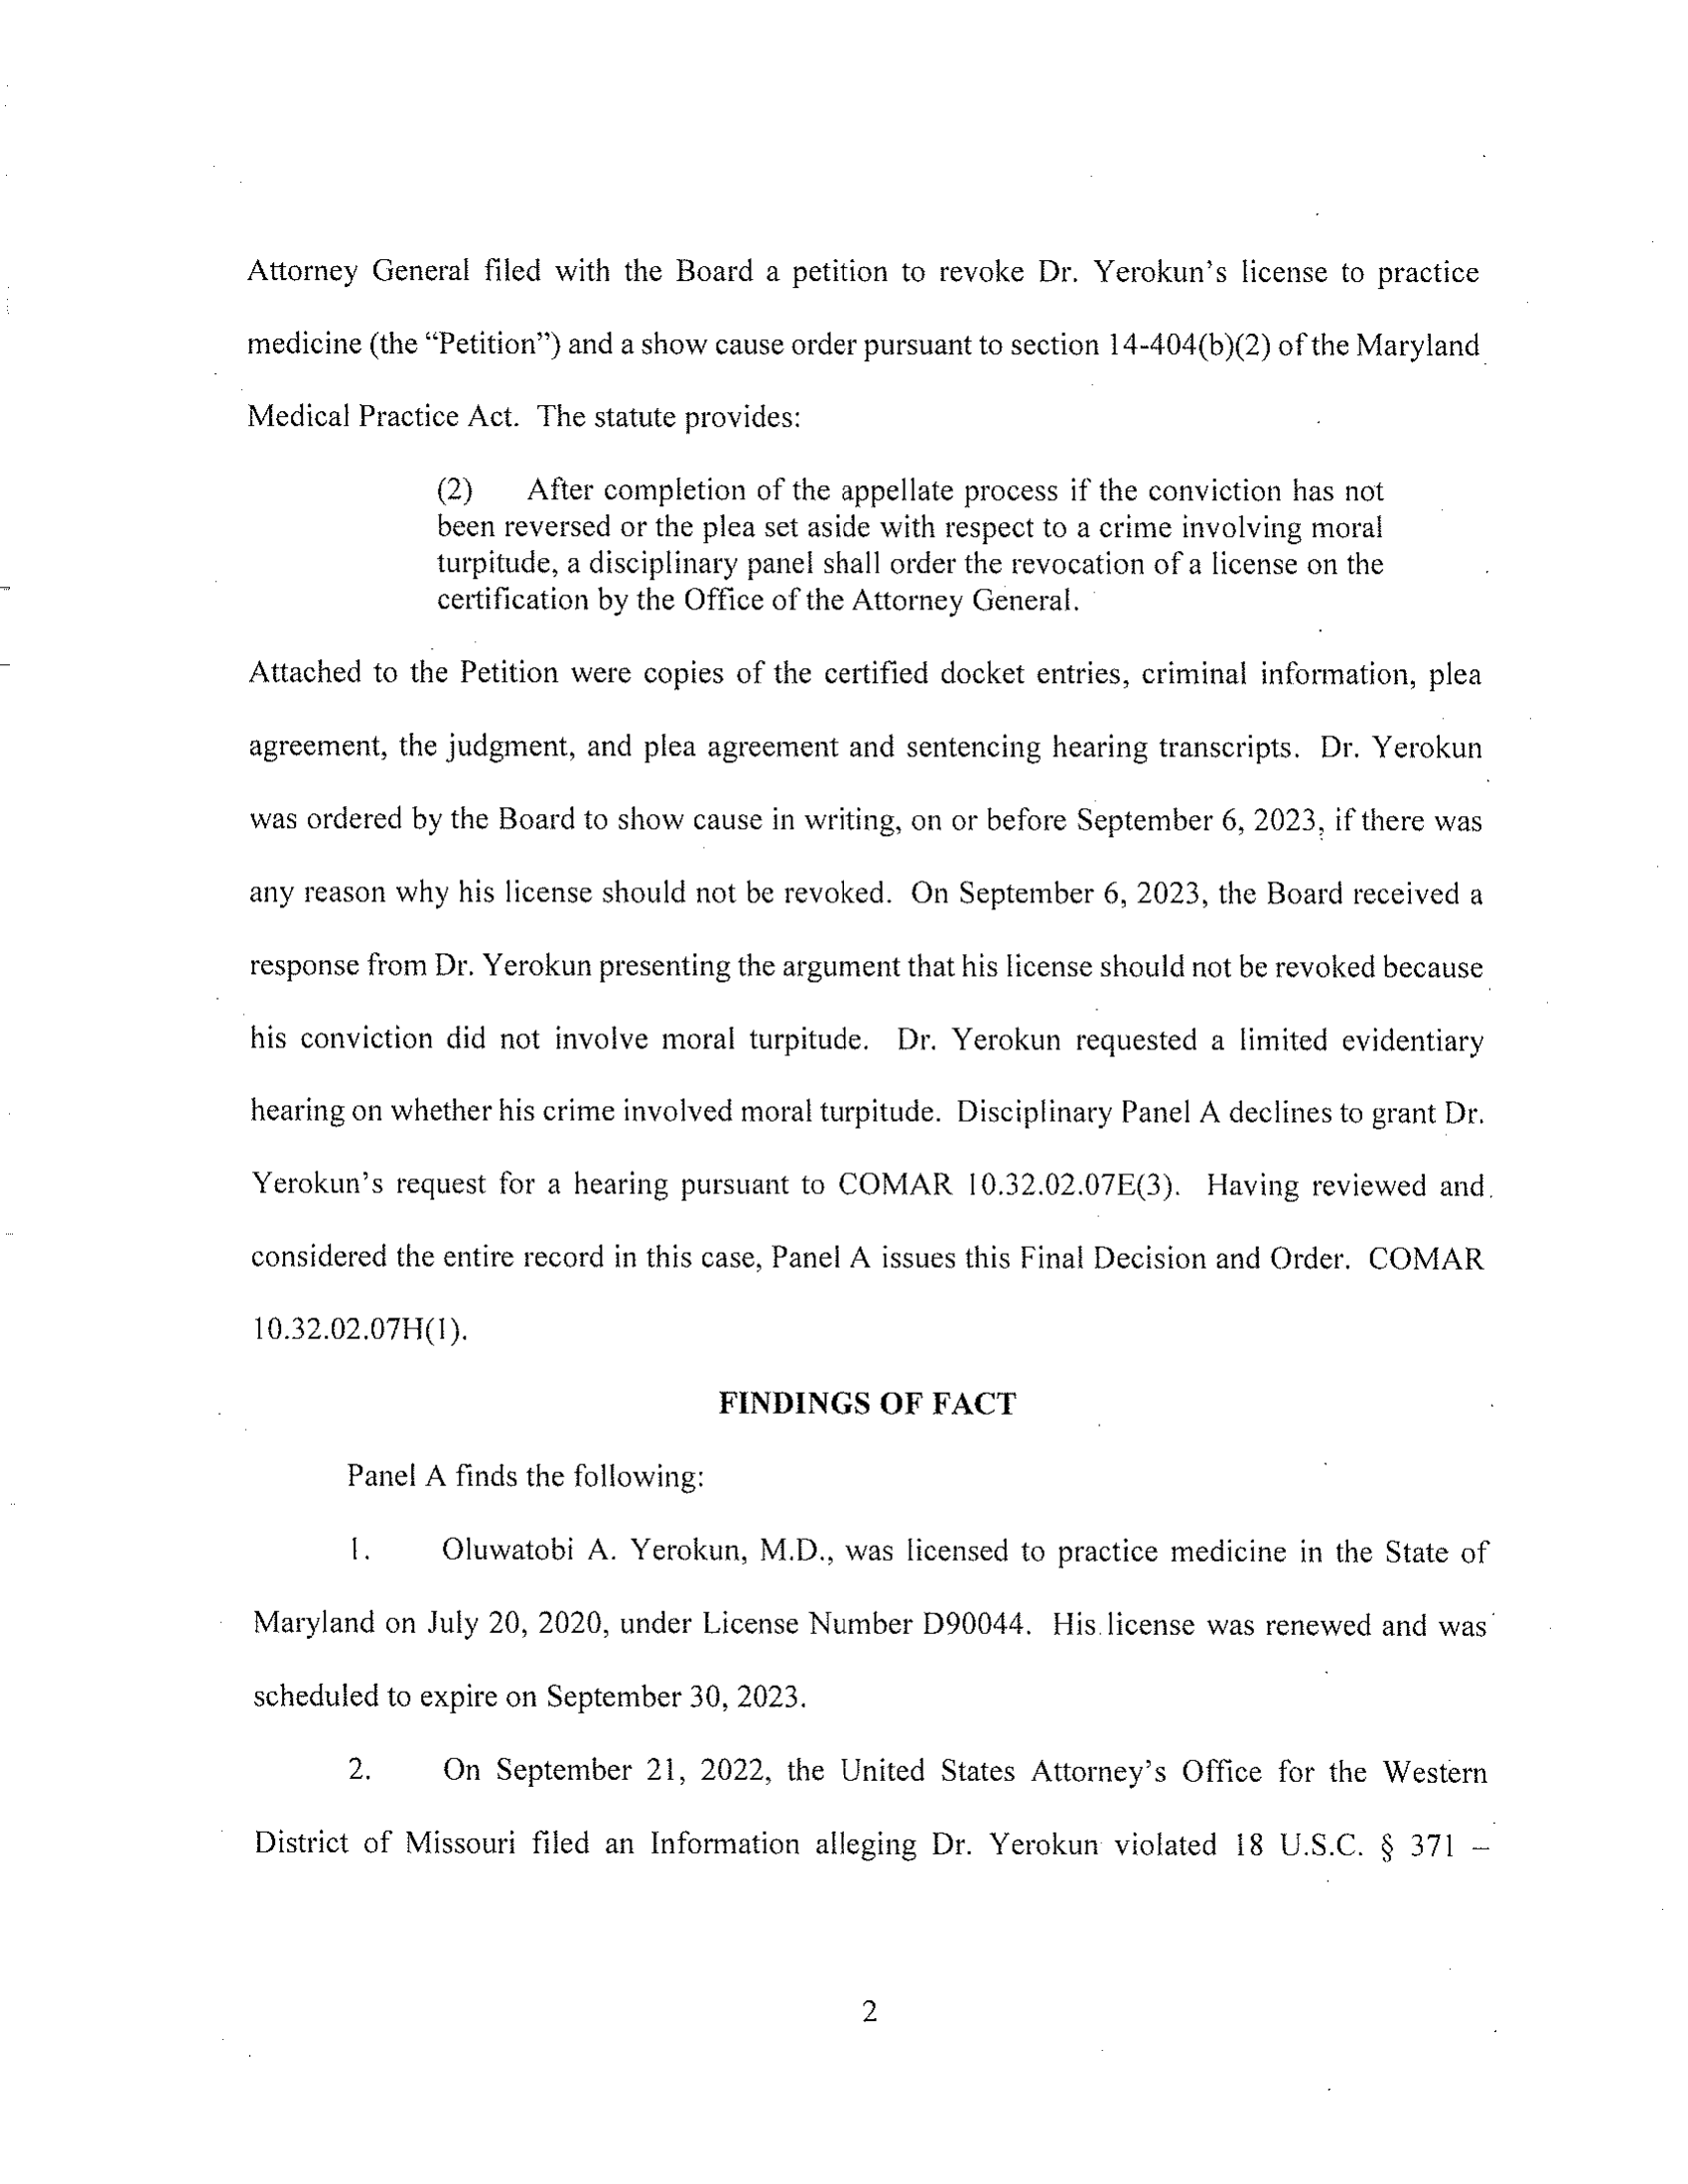 Attorney General filed with the Board a petition to revoke Dr. Yerokun's license to practice
medicine (the “Petition”) and a show cause order pursuant to section 14-404(b)(2) of the Maryland
Medical Practice Act. The statute provides:
(2) After completion of the appellate process if the conviction has not
been reversed or the plea set aside with respect to a crime involving moral
turpitude, a disciplinary panel shall order the revocation of a license on the
certification by the Office of the Attorney General.
Attached to the Petition were copies of the certified docket entries, criminal information, plea
agreement, the judgment, and plea agreement and sentencing hearing transcripts. Dr. Yerokun
was ordered by the Board to show cause in writing, on or before September 6, 2023, if there was
any reason why his license should not be revoked. On September 6, 2023, the Board received a
response from Dr. Yerokun presenting the argument that his license should not be revoked because
his conviction did not involve moral turpitude. Dr. Yerokun requested a limited evidentiary
hearing on whether his crime involved moral turpitude. Disciplinary Panel A declines to grant Dr.
Yerokun's request for a hearing pursuant to COMAR 10.32.02.07E(3). Having reviewed and
considered the entire record in this case, Panel A issues this Final Decision and Order. COMAR
10.32.02.07H(1).
FINDINGS OF FACT
Panel A finds the following:
1. Oluwatobi A. Yerokun, M.D., was licensed to practice medicine in the State of
Maryland on July 20, 2020, under License Number D90044. His license was renewed and was
scheduled to expire on September 30, 2023.
2. On September 21, 2022, the United States Attorney's Office for the Western
District of Missouri filed an Information alleging Dr. Yerokun violated 18 U.S.C. § 371 –
2